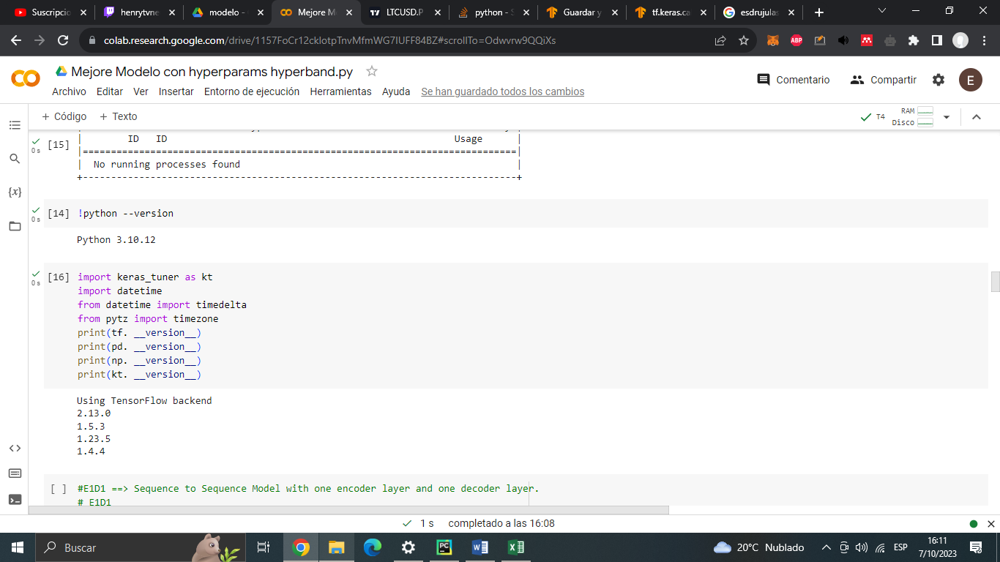 Suscripcio
henrytvne
modelo -
Mejore M
LTCUSD.P
python - S
Guardar y
tf.keras.ca
esdrujulas
colab.research.google.com/drive/1157FoCr12ckIotpTnvMfmWG7IUFF84BZ#scrollTo=Odwvrw9QQiXs
ABP
Mejore Modelo con hyperparams hyperband.py
Archivo Editar Ver Insertar Entorno de ejecución Herramientas Ayuda Se han guardado todos los cambios
Comentario Compartir E
+ Código + Texto
T4 RAM
Disco
[15] | ID ID Usage |
0 s
|=============================================================================|
| No running processes found |
+-----------------------------------------------------------------------------+
[14] !python --version
0 s
Python 3.10.12
[16] import keras_tuner as kt
0 s
import datetime
from datetime import timedelta
from pytz import timezone
print(tf. __version__)
print(pd. __version__)
print(np. __version__)
print(kt. __version__)
Using TensorFlow backend
2.13.0
1.5.3
1.23.5
1.4.4
[ ] #E1D1 ==> Sequence to Sequence Model with one encoder layer and one decoder layer.
# E1D1
1 s completado a las 16:08
Buscar
20°C Nublado
ESP
16:11
7/10/2023